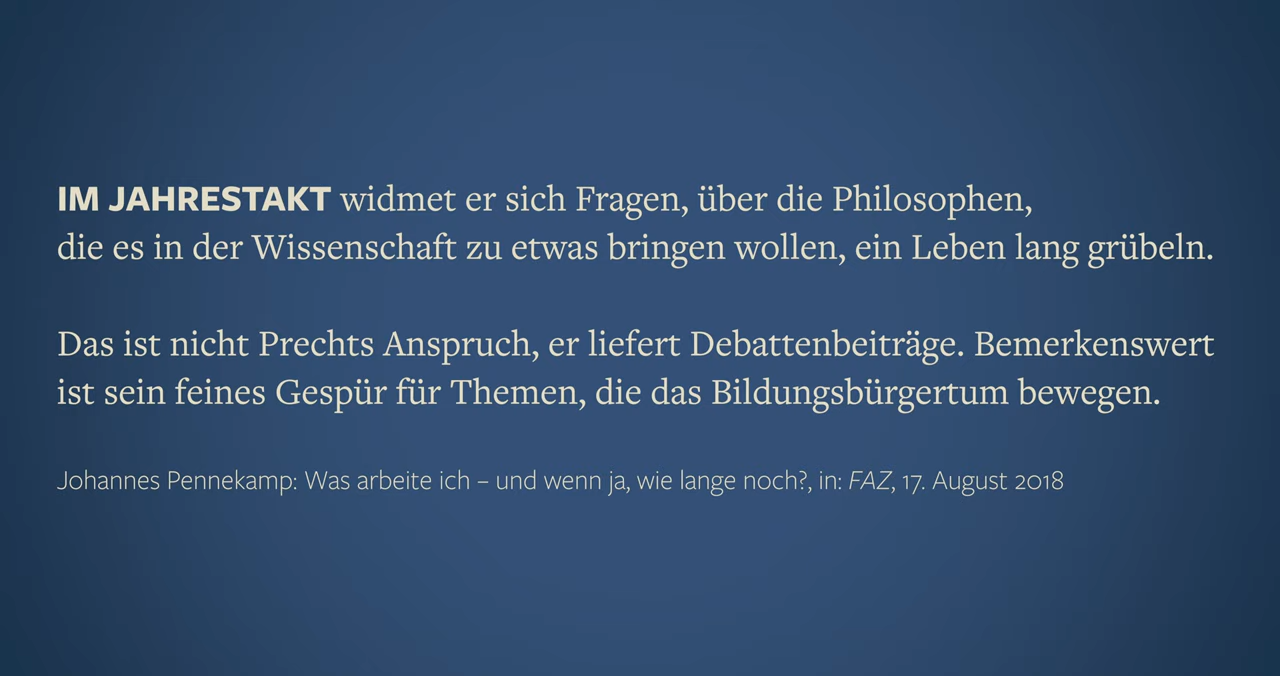 IM JAHRESTAKT widmet er sich Fragen, über die Philosophen,
die es in der Wissenschaft zu etwas bringen wollen, ein Leben lang grübeln.
Das ist nicht Prechts Anspruch, er liefert Debattenbeiträge. Bemerkenswert
ist sein feines Gespür für Themen, die das Bildungsbürgertum bewegen.
Johannes Pennekamp: Was arbeite ich – und wenn ja, wie lange noch?, in: FAZ, 17. August 2018